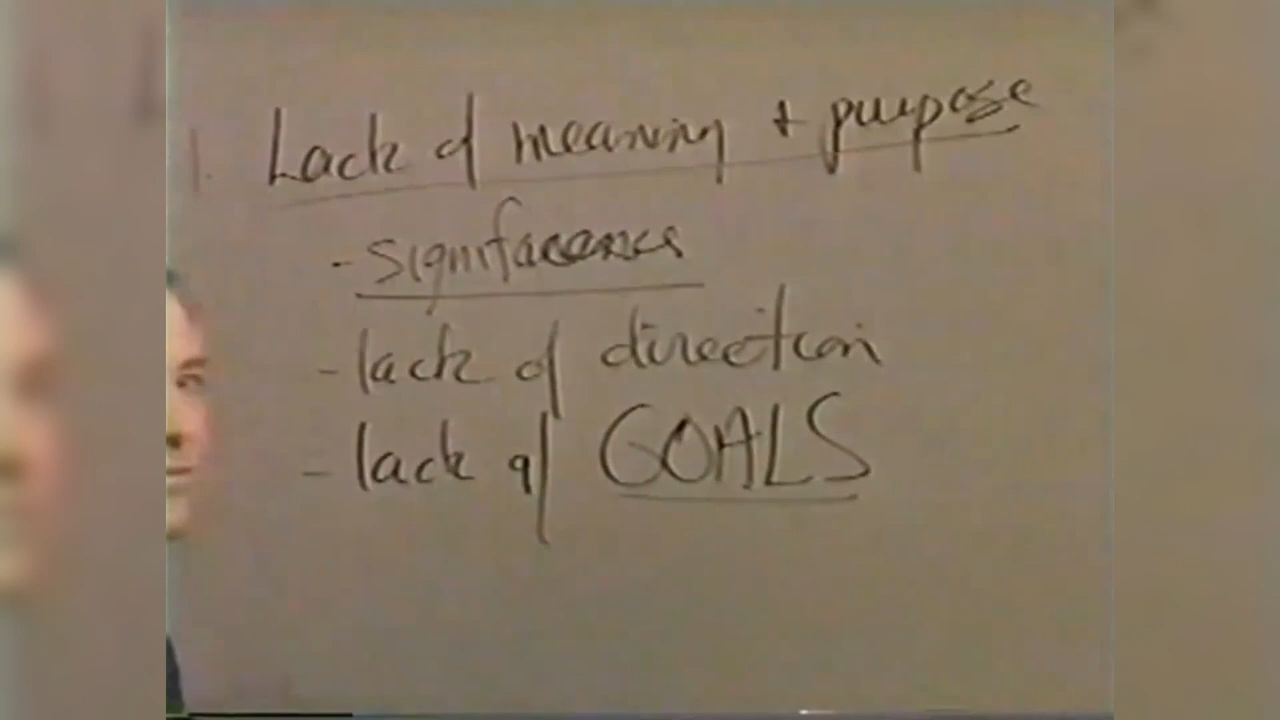 1. Lack of meaning + purpose
- significance
- lack of direction
- lack of GOALS